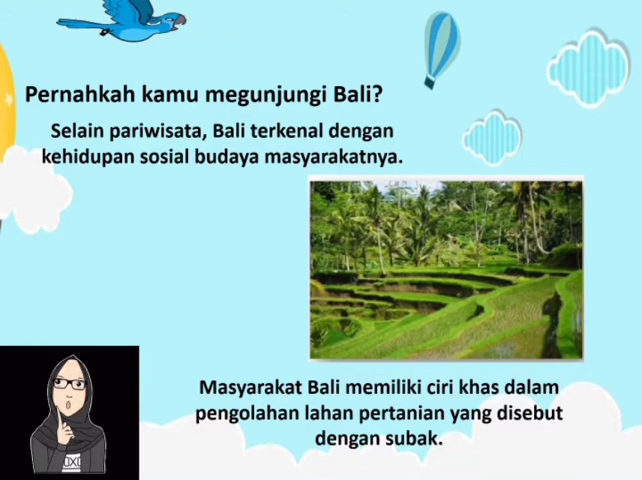 Pernahkah kamu megunjungi Bali?
Selain pariwisata, Bali terkenal dengan
kehidupan sosial budaya masyarakatnya.
Masyarakat Bali memiliki ciri khas dalam
pengolahan lahan pertanian yang disebut
dengan subak.